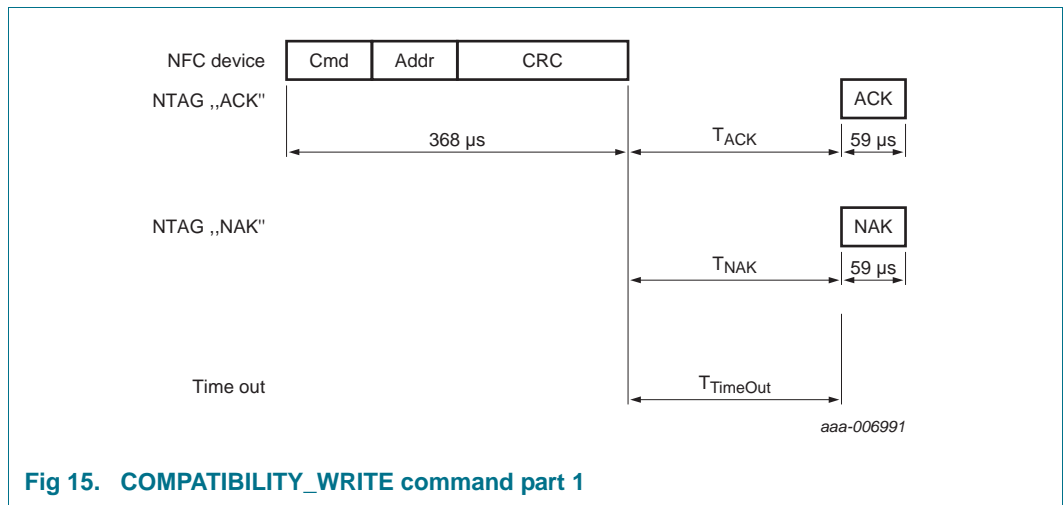 NFC device Cmd Addr CRC
NTAG ,,ACK" ACK
368 µs TACK 59 µs
NTAG ,,NAK" NAK
TNAK 59 µs
Time out TTimeOut
aaa-006991
Fig 15. COMPATIBILITY_WRITE command part 1